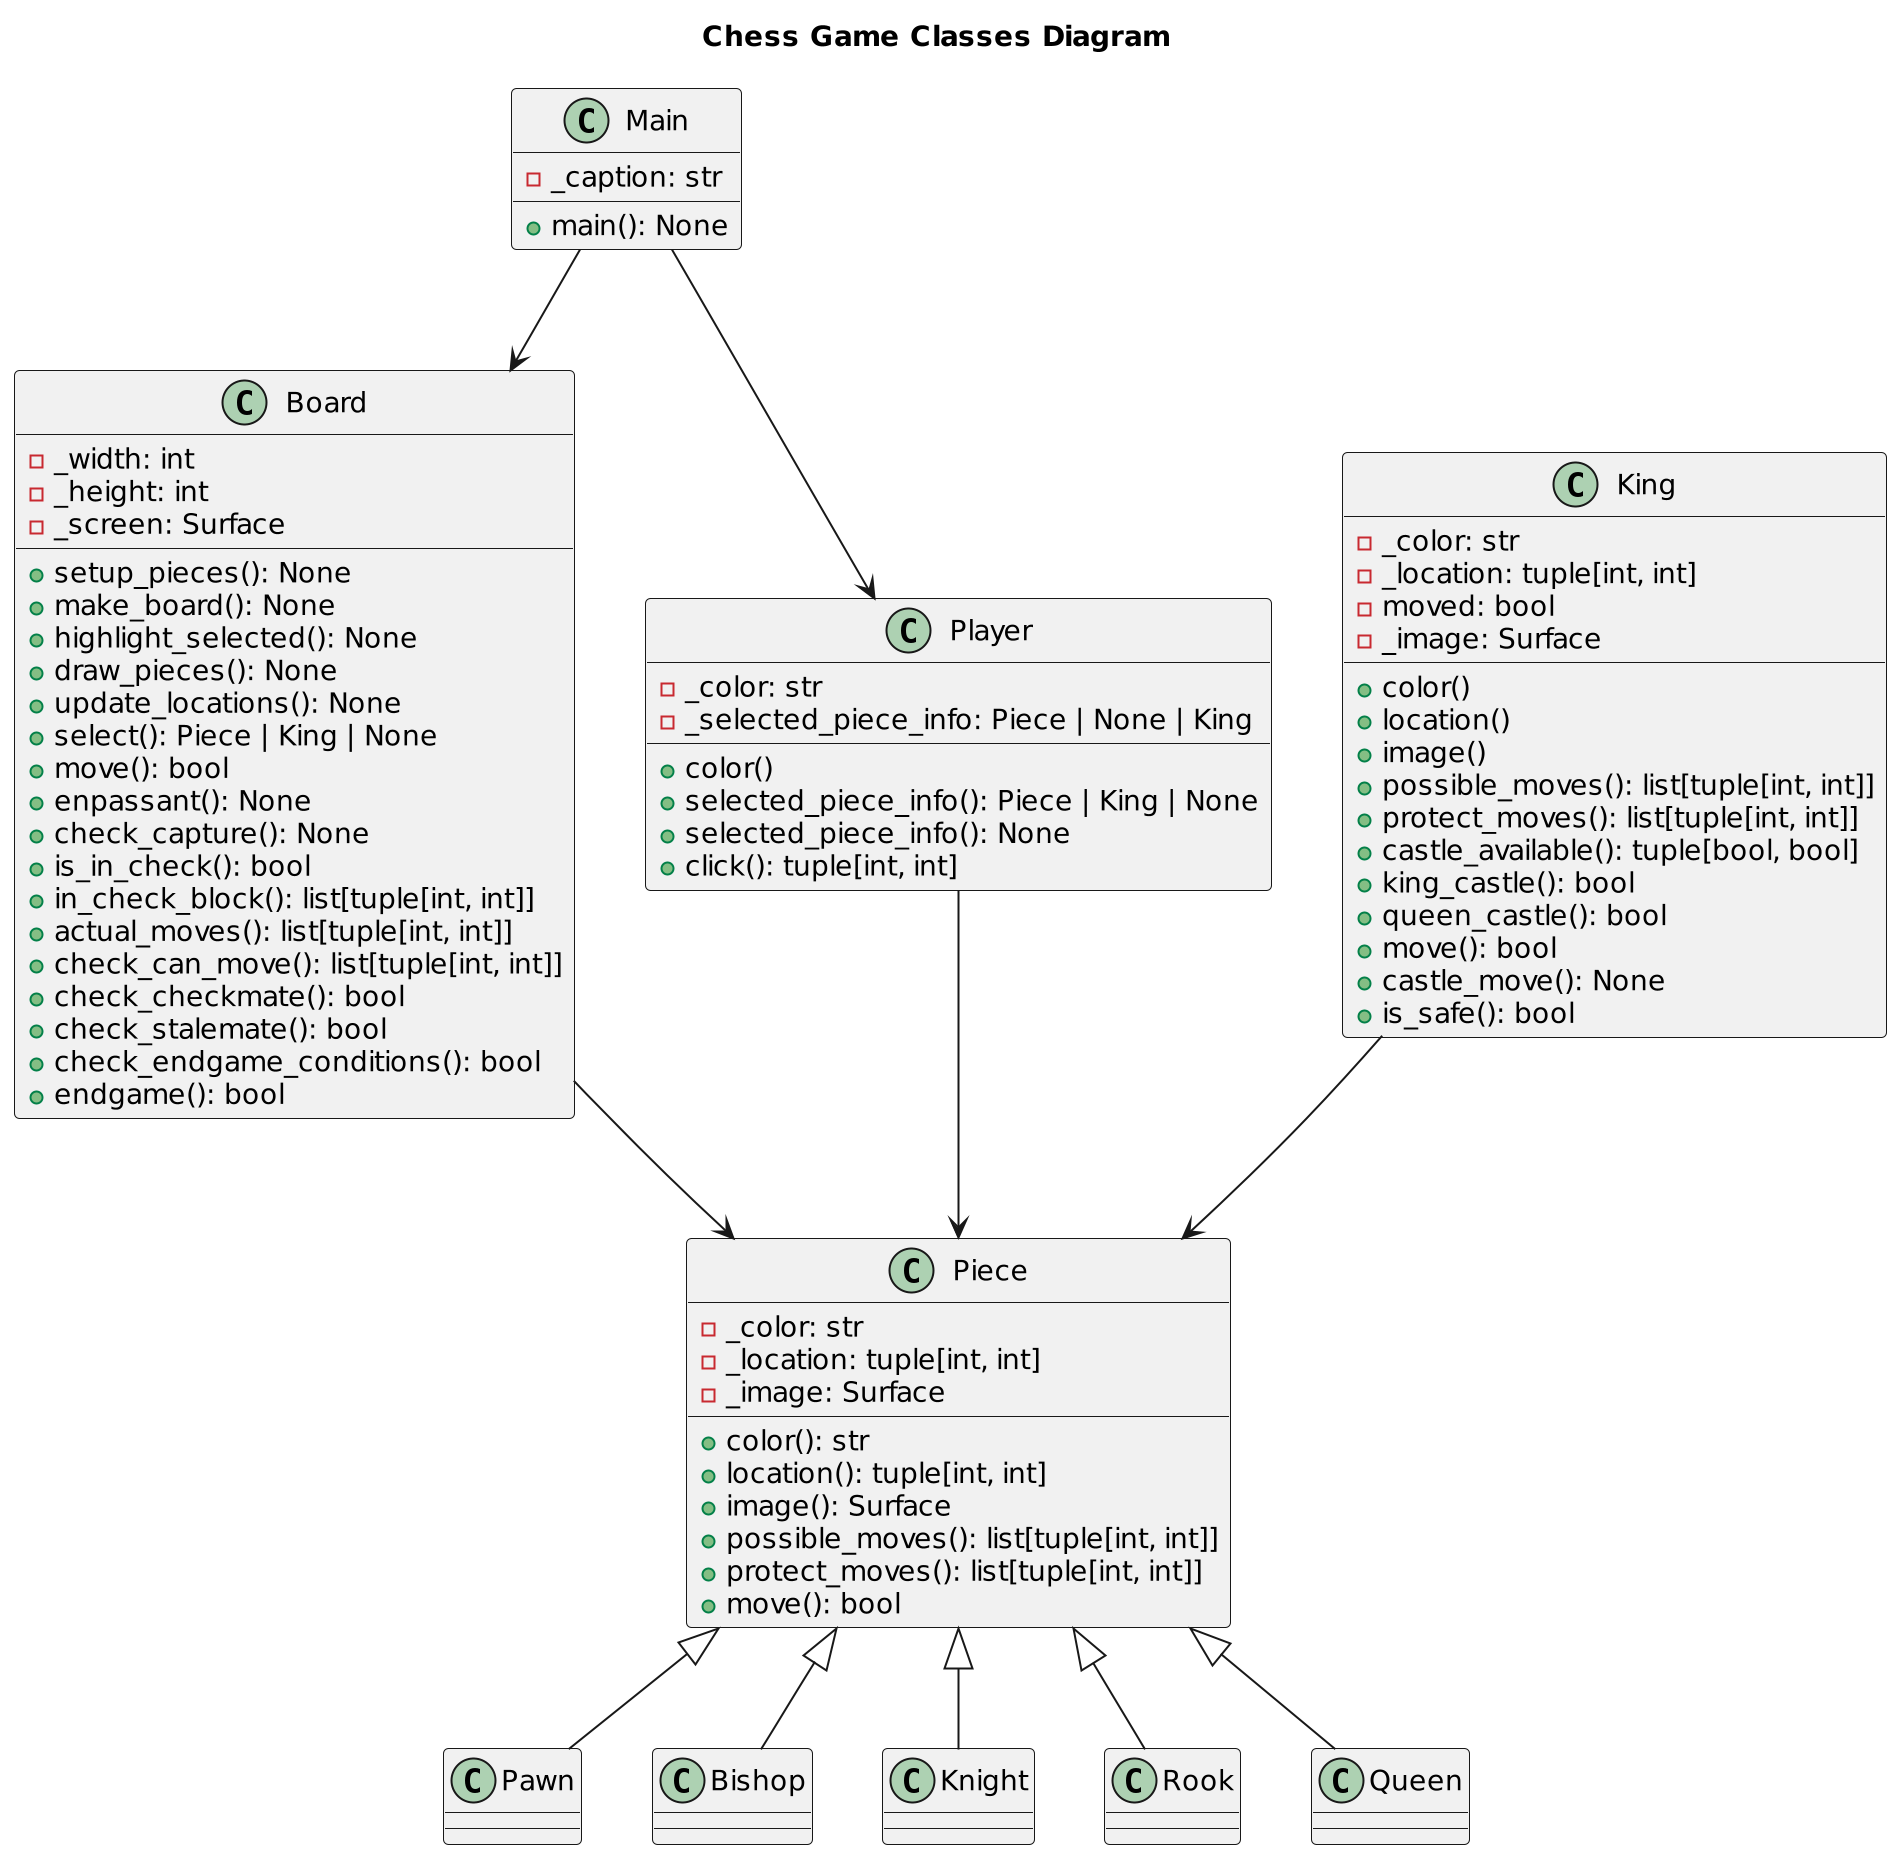 Chess Game Classes Diagram
C Main
_caption: str
main(): None
C Board
_width: int
_height: int
_screen: Surface
setup_pieces(): None
make_board(): None
highlight_selected(): None
draw_pieces(): None
update_locations(): None
select(): Piece | King | None
move(): bool
enpassant(): None
check_capture(): None
is_in_check(): bool
in_check_block(): list[tuple[int, int]]
actual_moves(): list[tuple[int, int]]
check_can_move(): list[tuple[int, int]]
check_checkmate(): bool
check_stalemate(): bool
check_endgame_conditions(): bool
endgame(): bool
C Player
_color: str
_selected_piece_info: Piece | None | King
color()
selected_piece_info(): Piece | King | None
selected_piece_info(): None
click(): tuple[int, int]
C King
_color: str
_location: tuple[int, int]
moved: bool
_image: Surface
color()
location()
image()
possible_moves(): list[tuple[int, int]]
protect_moves(): list[tuple[int, int]]
castle_available(): tuple[bool, bool]
king_castle(): bool
queen_castle(): bool
move(): bool
castle_move(): None
is_safe(): bool
C Piece
_color: str
_location: tuple[int, int]
_image: Surface
color(): str
location(): tuple[int, int]
image(): Surface
possible_moves(): list[tuple[int, int]]
protect_moves(): list[tuple[int, int]]
move(): bool
C Pawn
C Bishop
C Knight
C Rook
C Queen